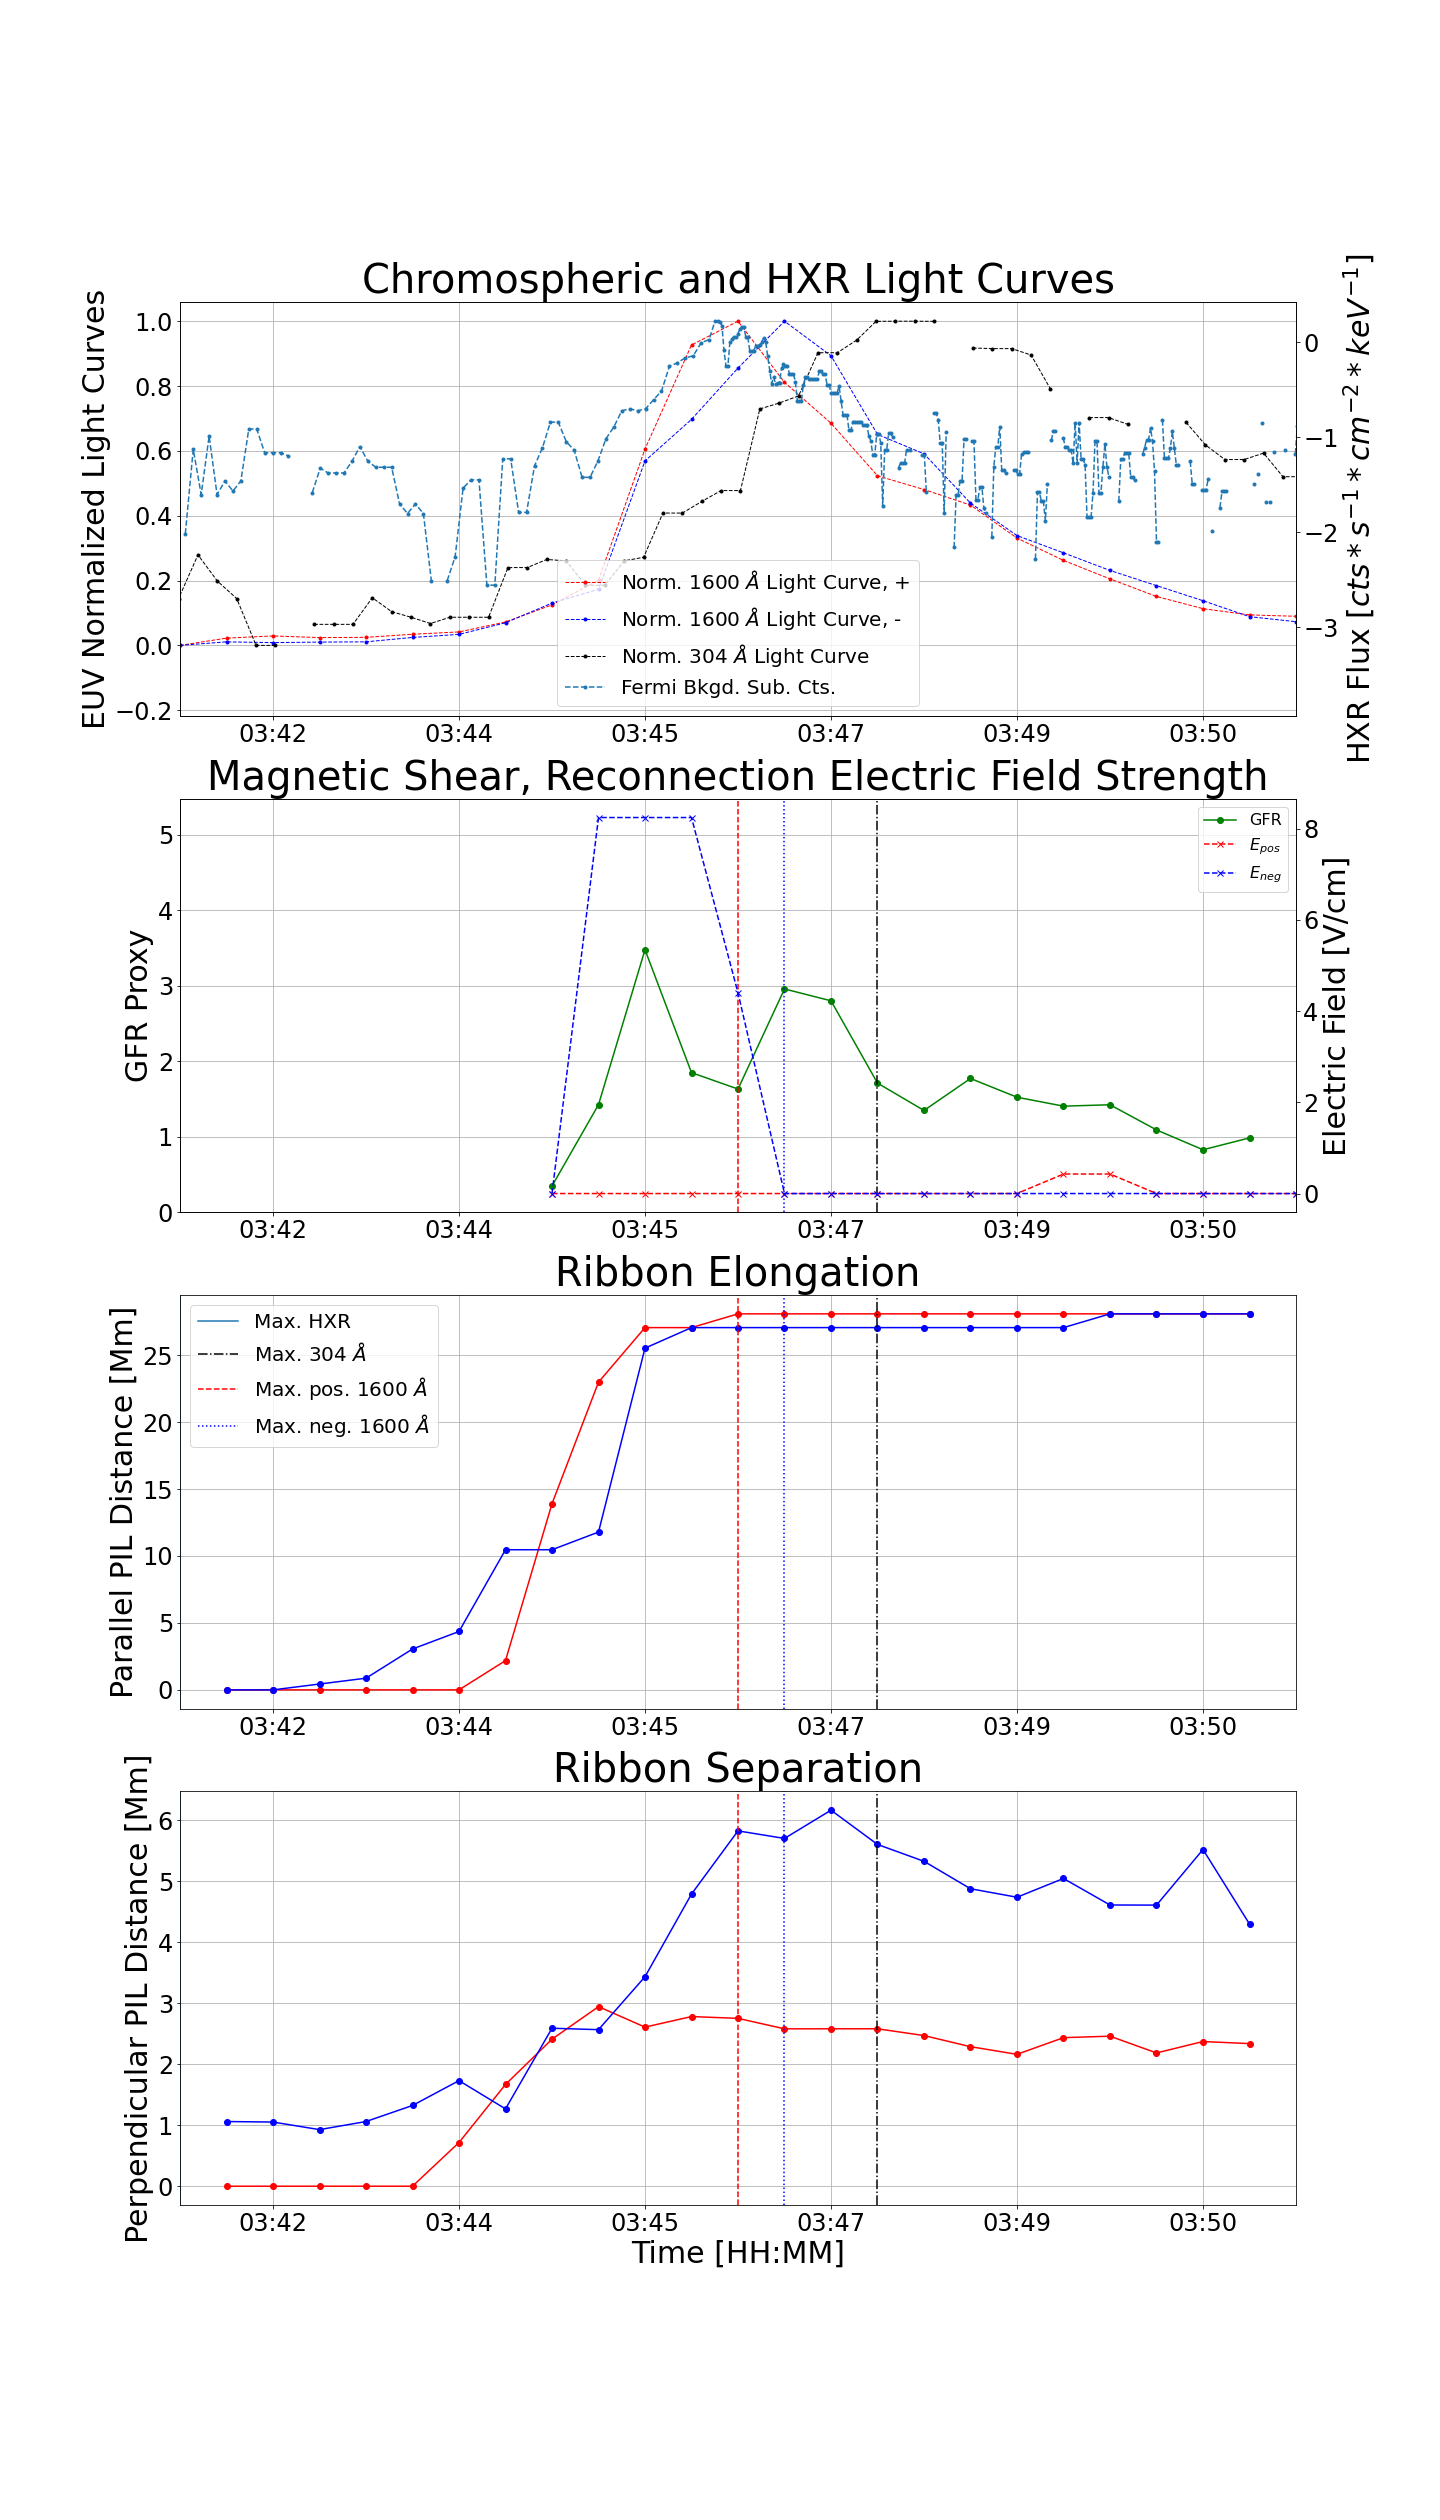 Chromospheric and HXR Light Curves
EUV Normalized Light Curves
1.0
0.8
0.6
0.4
0.2
0.0
−0.2
0
−1
−2
−3
HXR Flux [cts * s⁻¹ * cm⁻² * keV⁻¹]
Norm. 1600 Å Light Curve, +
Norm. 1600 Å Light Curve, -
Norm. 304 Å Light Curve
Fermi Bkgd. Sub. Cts.
03:42 03:44 03:45 03:47 03:49 03:50
Magnetic Shear, Reconnection Electric Field Strength
GFR Proxy
5
4
3
2
1
0
8
6
4
2
0
Electric Field [V/cm]
GFR
E_pos
E_neg
03:42 03:44 03:45 03:47 03:49 03:50
Ribbon Elongation
Parallel PIL Distance [Mm]
25
20
15
10
5
0
Max. HXR
Max. 304 Å
Max. pos. 1600 Å
Max. neg. 1600 Å
03:42 03:44 03:45 03:47 03:49 03:50
Ribbon Separation
Perpendicular PIL Distance [Mm]
6
5
4
3
2
1
0
03:42 03:44 03:45 03:47 03:49 03:50
Time [HH:MM]